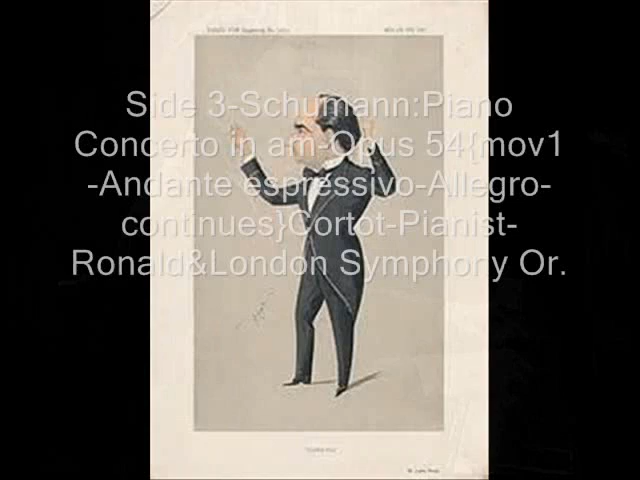 Side 3-Schumann:Piano
Concerto in am-Opus 54{mov1
-Andante espressivo-Allegro-
continues}Cortot-Pianist-
Ronald&London Symphony Or.